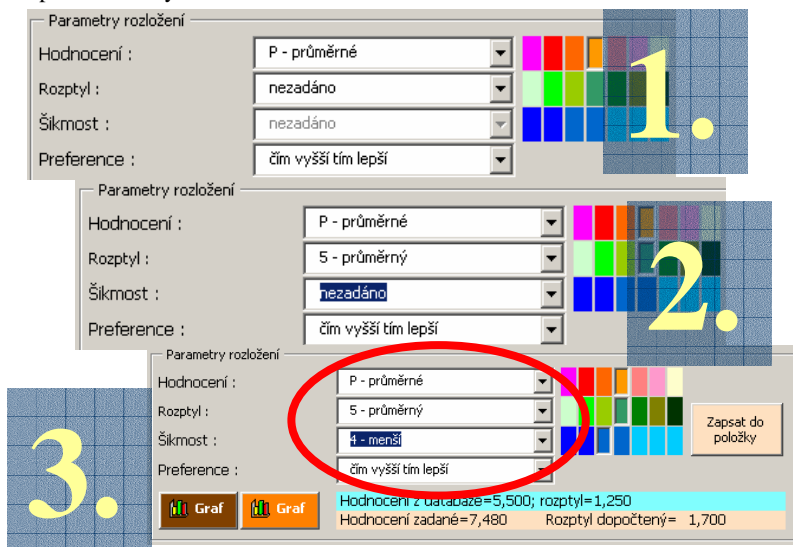 Parametry rozložení
Hodnocení : P - průměrné
Rozptyl : nezadáno
Šikmost : nezadáno
Preference : čím vyšší tím lepší
1.
Parametry rozložení
Hodnocení : P - průměrné
Rozptyl : 5 - průměrný
Šikmost : nezadáno
Preference : čím vyšší tím lepší
2.
Parametry rozložení
Hodnocení : P - průměrné
Rozptyl : 5 - průměrný
Šikmost : 4 - menší
Preference : čím vyšší tím lepší
Zapsat do
položky
3.
Graf Graf
Hodnocení z databáze=5,500; rozptyl=1,250
Hodnocení zadané=7,480 Rozptyl dopočtený= 1,700